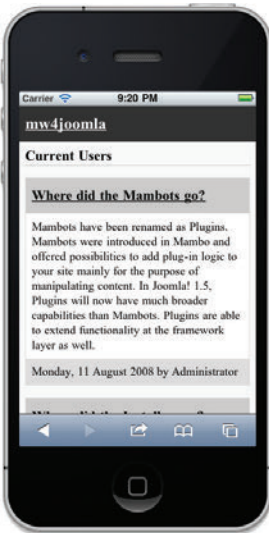 Carrier 9:20 PM
mw4joomla
Current Users
Where did the Mambots go?
Mambots have been renamed as Plugins.
Mambots were introduced in Mambo and
offered possibilities to add plug-in logic to
your site mainly for the purpose of
manipulating content. In Joomla! 1.5,
Plugins will now have much broader
capabilities than Mambots. Plugins are able
to extend functionality at the framework
layer as well.
Monday, 11 August 2008 by Administrator